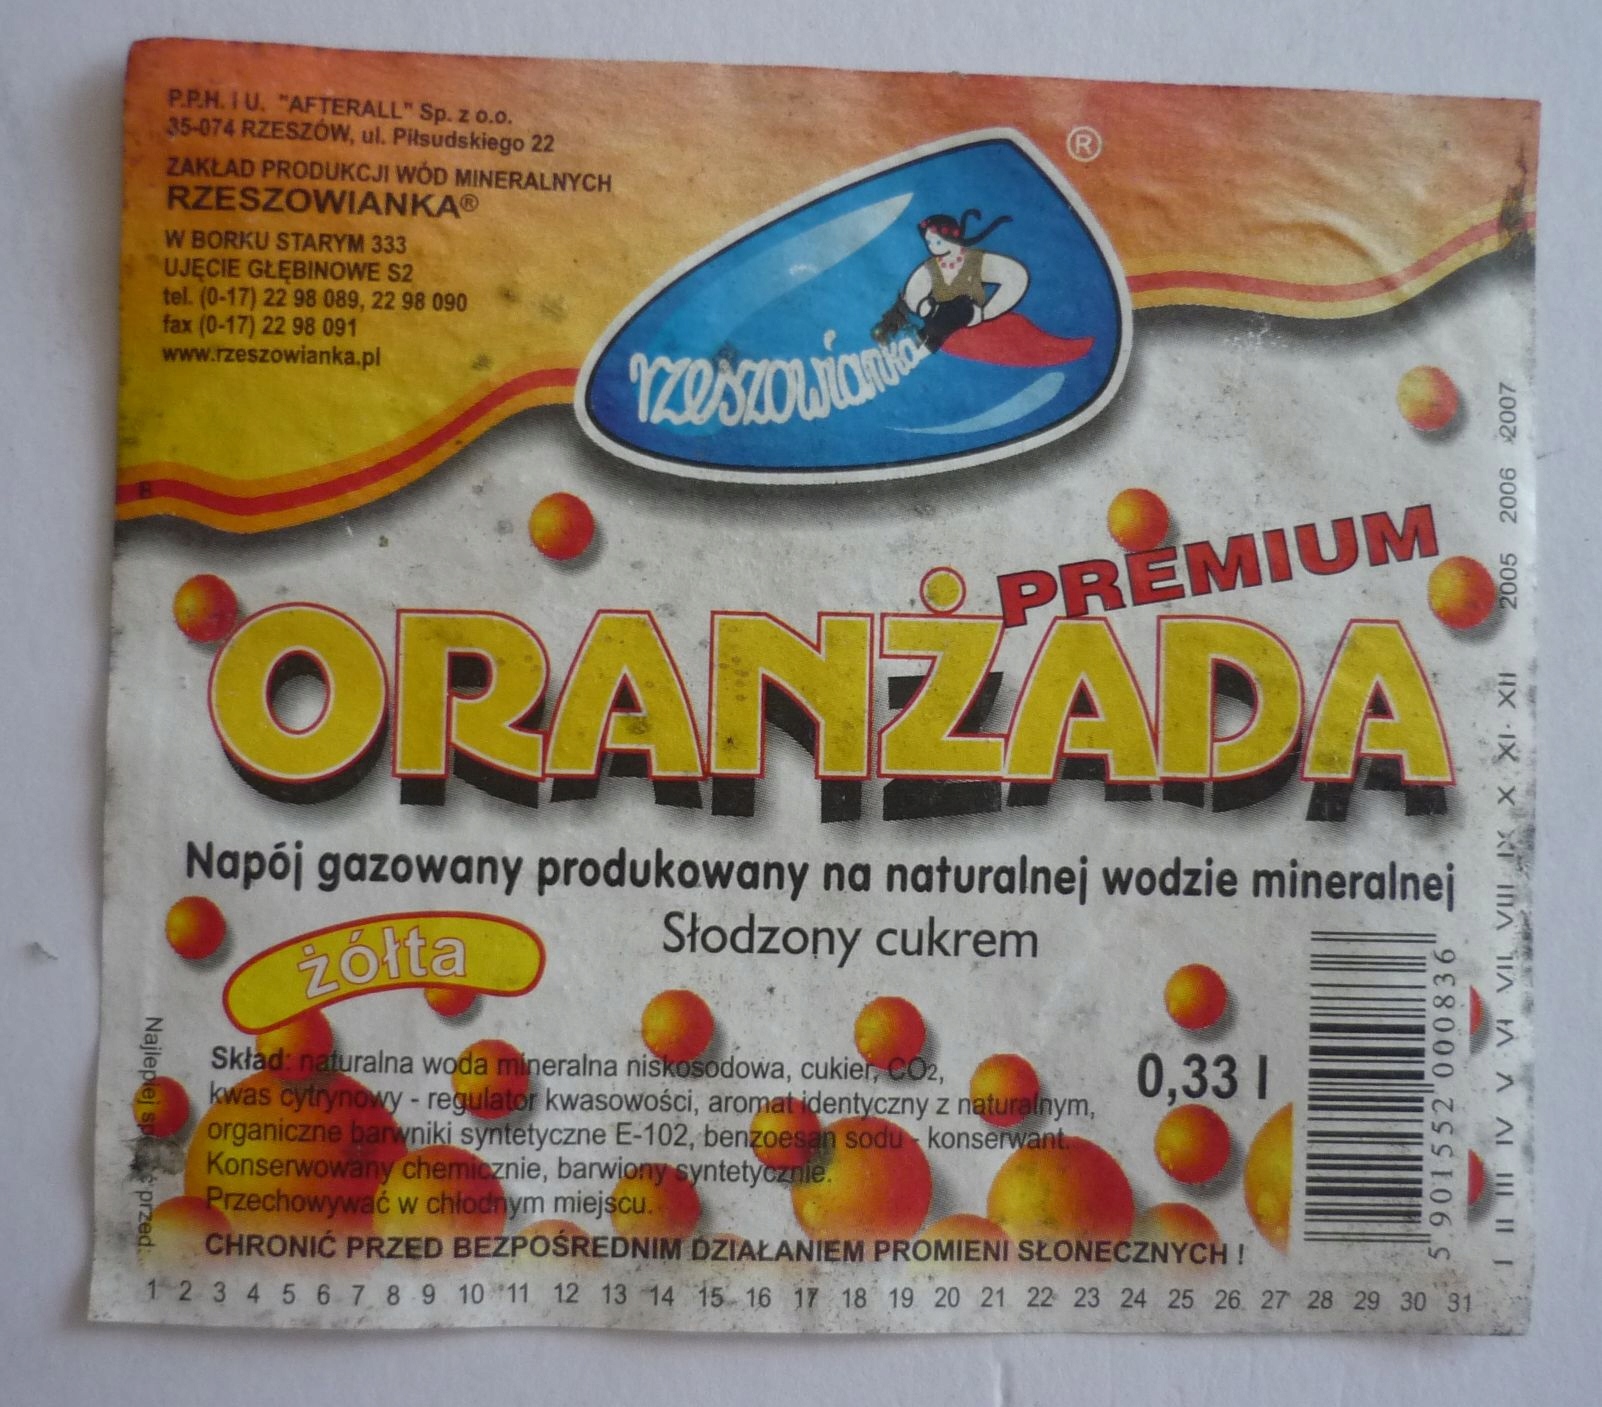 P.P.H. i U. "AFTERALL" Sp. z o.o.
35-074 RZESZÓW, ul. Piłsudskiego 22
ZAKŁAD PRODUKCJI WÓD MINERALNYCH
RZESZOWIANKA®
W BORKU STARYM 333
UJĘCIE GŁĘBINOWE S2
tel. (0-17) 22 98 089, 22 98 090
fax (0-17) 22 98 091
www.rzeszowianka.pl
®
rzeszowianka
PREMIUM
ORANŻADA
Napój gazowany produkowany na naturalnej wodzie mineralnej
Słodzony cukrem
żółta
Skład: naturalna woda mineralna niskosodowa, cukier, CO₂,
kwas cytrynowy - regulator kwasowości, aromat identyczny z naturalnym,
organiczne barwniki syntetyczne E-102, benzoesan sodu - konserwant.
Konserwowany chemicznie, barwiony syntetycznie.
Przechowywać w chłodnym miejscu.
CHRONIĆ PRZED BEZPOŚREDNIM DZIAŁANIEM PROMIENI SŁONECZNYCH !
0,33 l
5 901552 000836
Najlepiej spożyć przed:
1 2 3 4 5 6 7 8 9 10 11 12 13 14 15 16 17 18 19 20 21 22 23 24 25 26 27 28 29 30 31
I II III IV V VI VII VIII IX X XI XII 2005 2006 2007